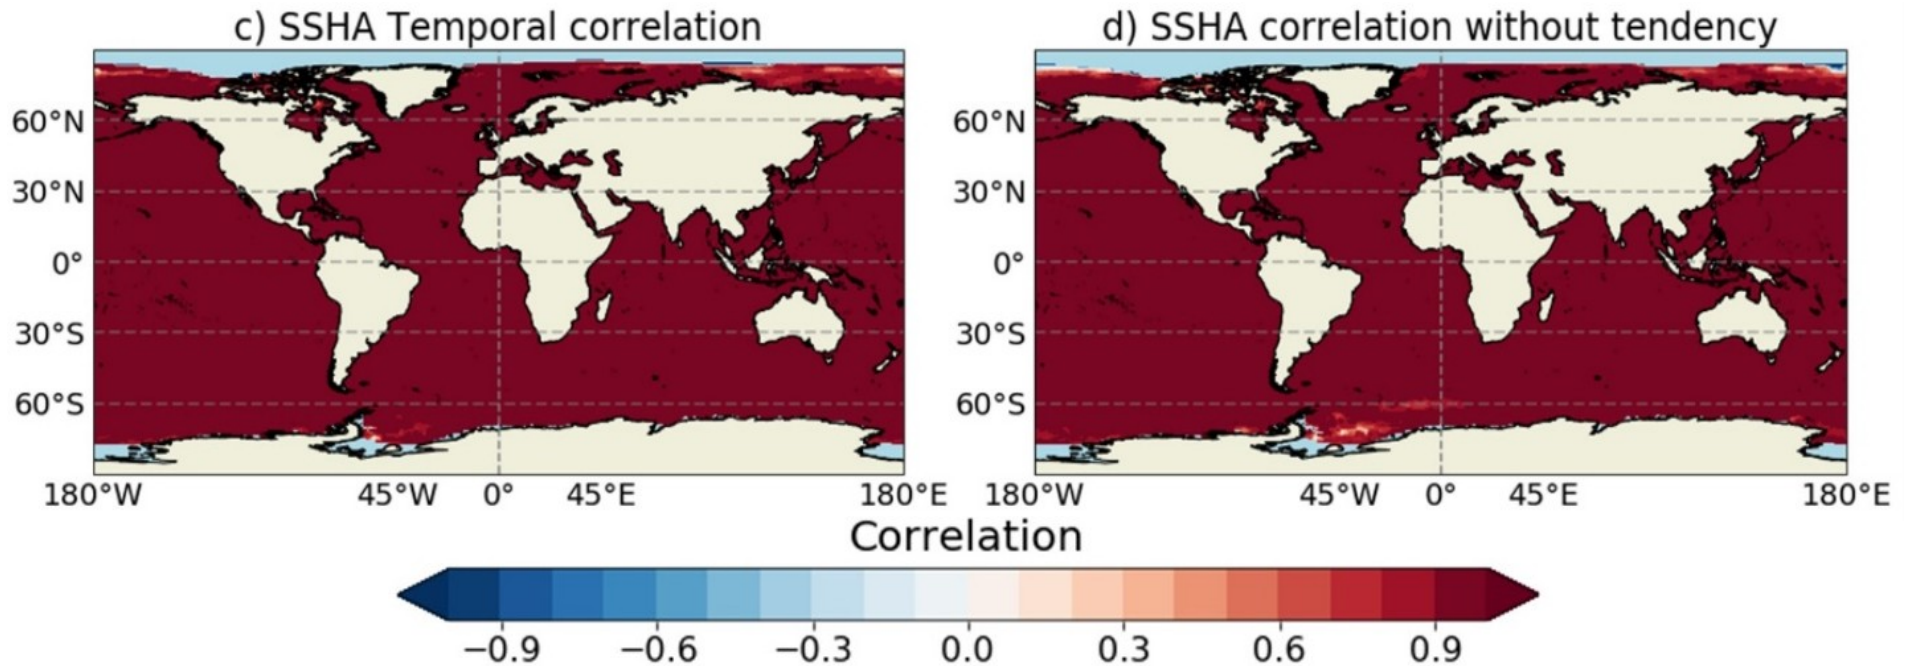 c) SSHA Temporal correlation
d) SSHA correlation without tendency
60°N
30°N
0°
30°S
60°S
180°W 45°W 0° 45°E 180°E
60°N
30°N
0°
30°S
60°S
180°W 45°W 0° 45°E 180°E
Correlation
−0.9 −0.6 −0.3 0.0 0.3 0.6 0.9